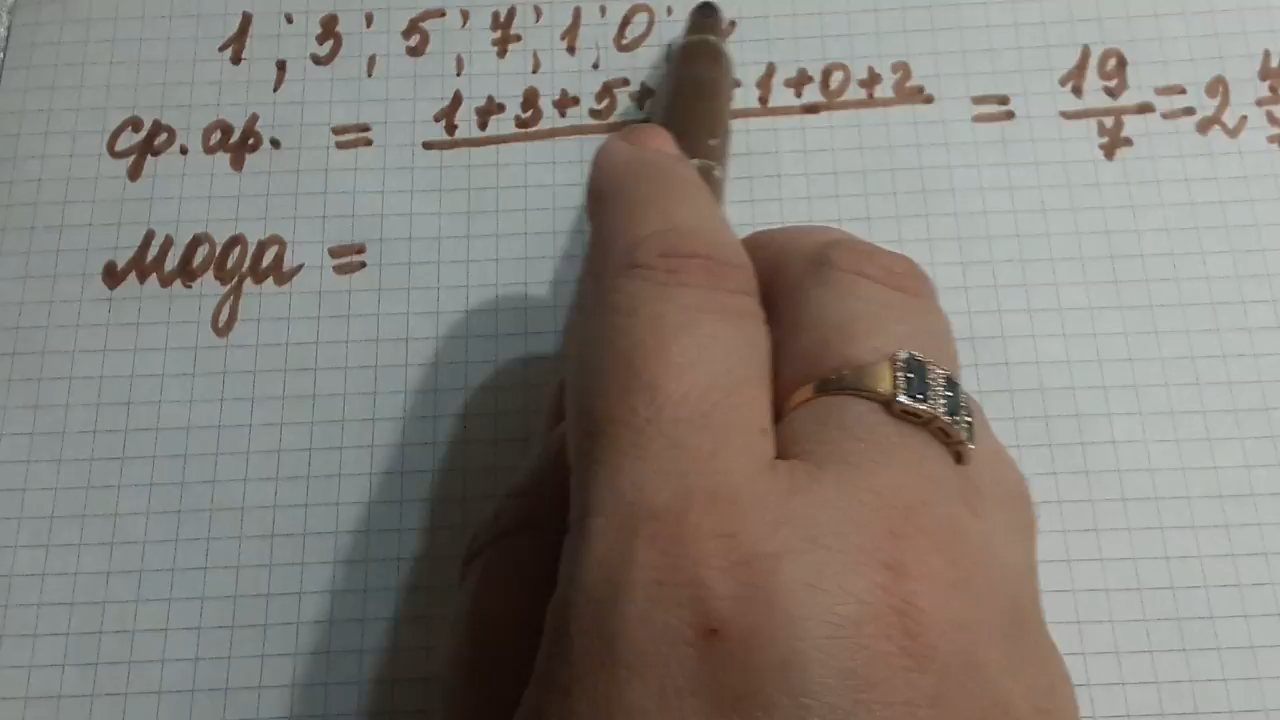 1; 3; 5; 7; 1; 0;
ср. ар. = 1+3+5+ +1+0+2 = 19/7 = 2
мода =